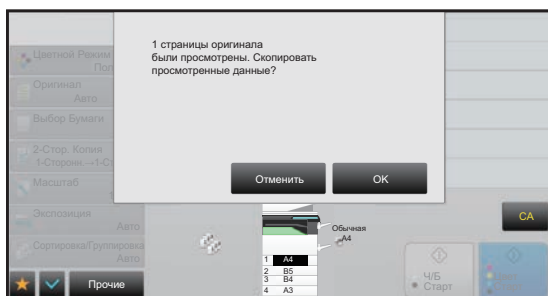 1 страницы оригинала
были просмотрены. Скопировать
просмотренные данные?
Отменить
OK
Цветной Режим
Оригинал
Авто
Выбор Бумаги
2-Стор. Копия
1-Сторонн.→1-Ст
Масштаб
Экспозиция
Авто
Сортировка/Группировка
Авто
Прочие
Обычная
A4
1 A4
2 B5
3 B4
4 A3
CA
Ч/Б
Старт